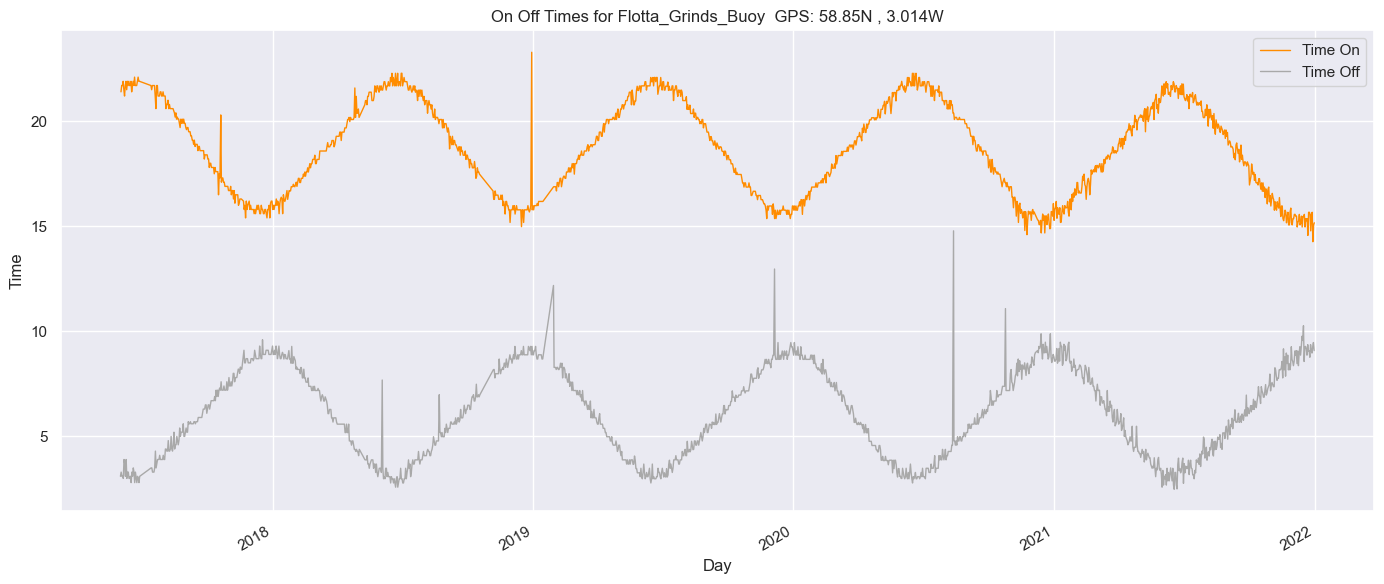 On Off Times for Flotta_Grinds_Buoy  GPS: 58.85N , 3.014W
Time On
Time Off
Time
20
15
10
5
2018
2019
2020
2021
2022
Day